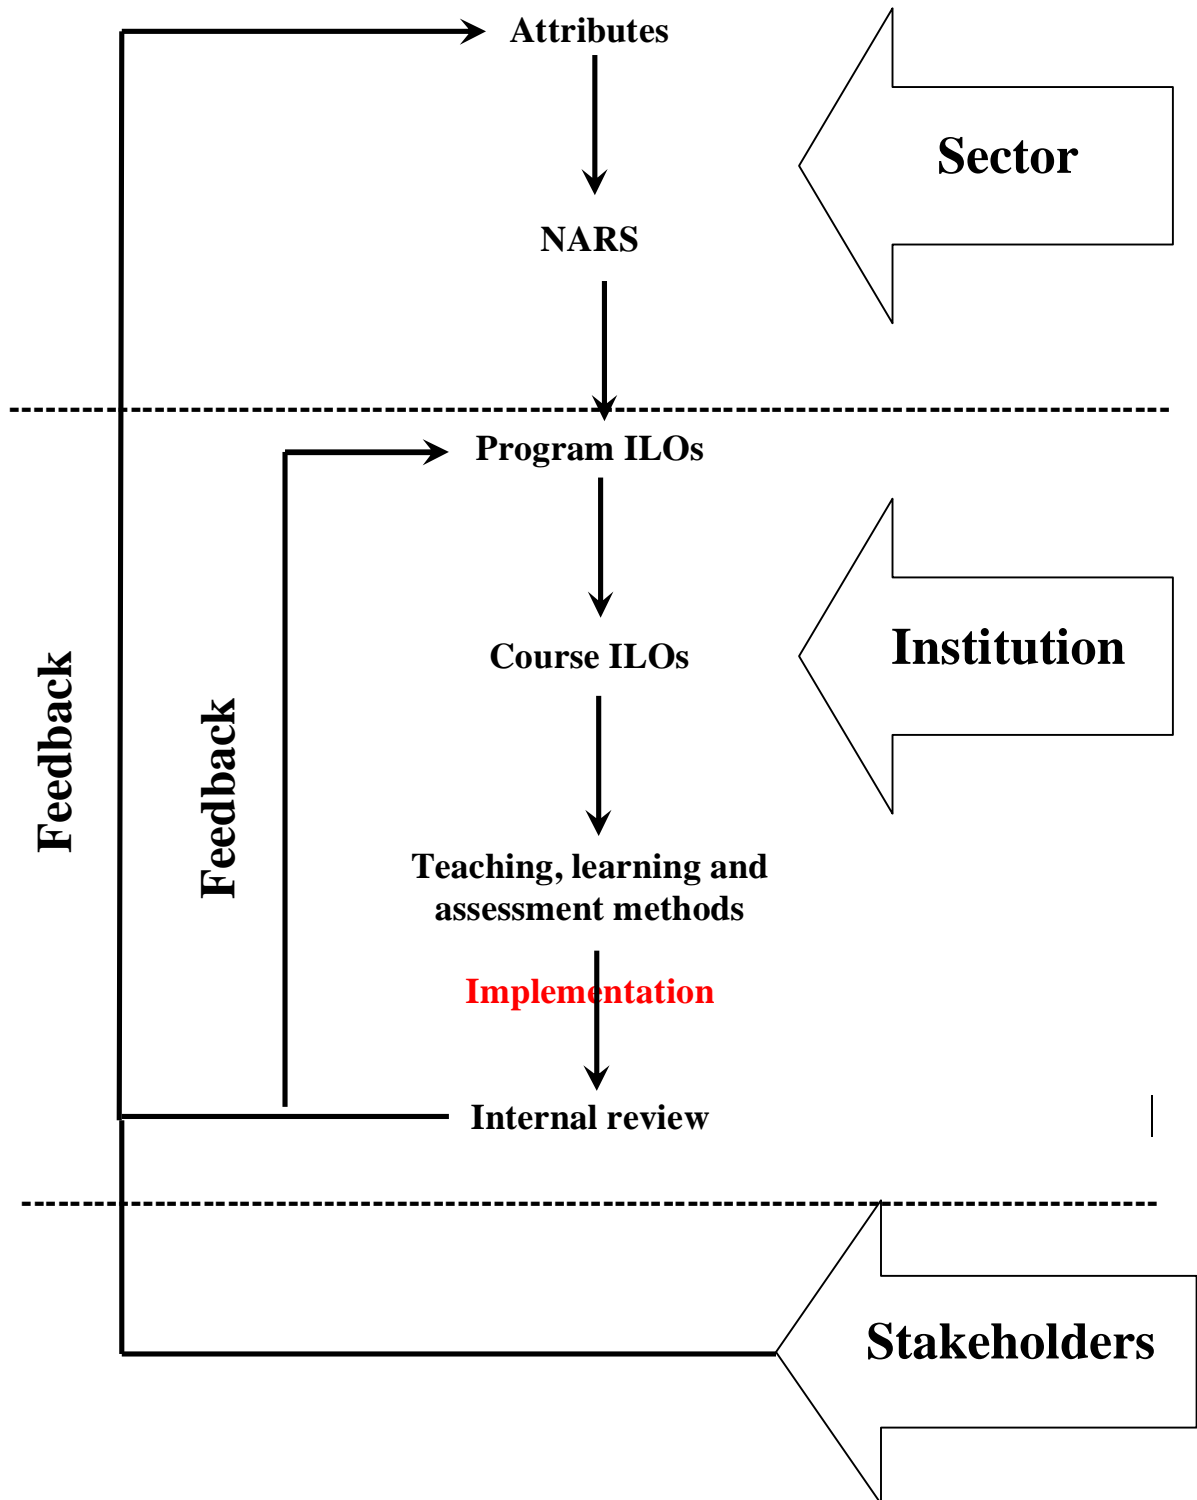 Attributes
Sector
NARS
Program ILOs
Institution
Course ILOs
Feedback
Feedback
Teaching, learning and
assessment methods
Implementation
Internal review
Stakeholders